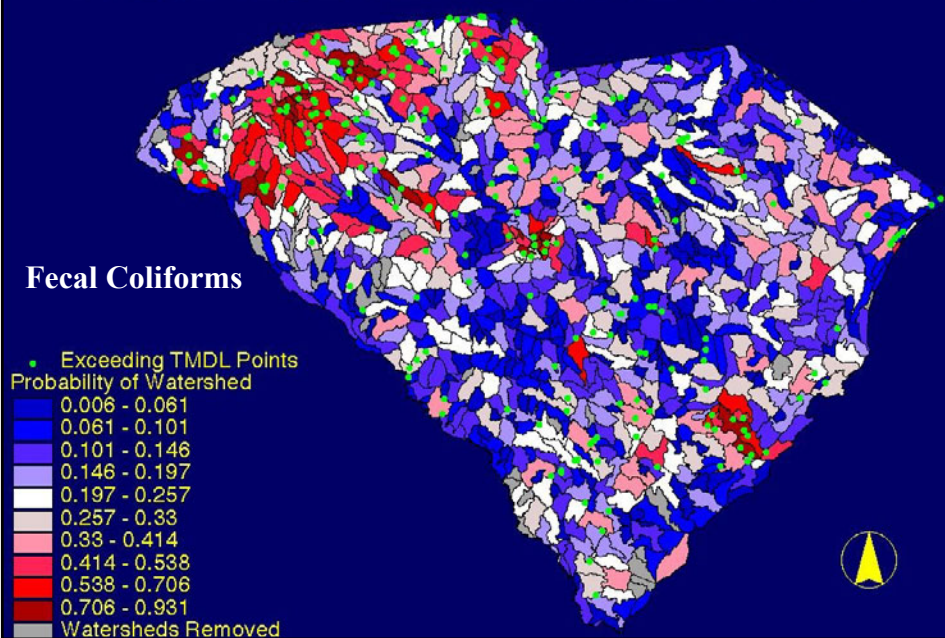 Fecal Coliforms
Exceeding TMDL Points
Probability of Watershed
0.006 - 0.061
0.061 - 0.101
0.101 - 0.146
0.146 - 0.197
0.197 - 0.257
0.257 - 0.33
0.33 - 0.414
0.414 - 0.538
0.538 - 0.706
0.706 - 0.931
Watersheds Removed